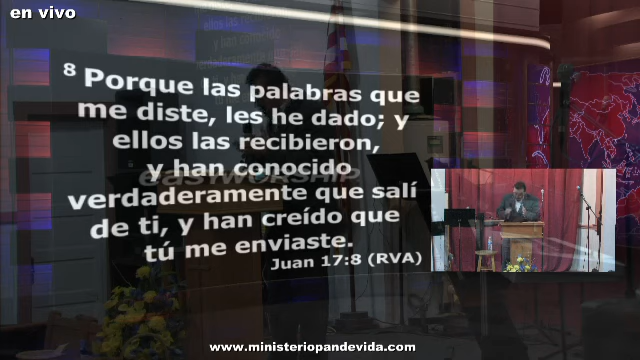 en vivo
8 Porque las palabras que
me diste, les he dado; y
ellos las recibieron,
y han conocido
easyworship
verdaderamente que salí
de ti, y han creído que
tú me enviaste.
Juan 17:8 (RVA)
www.ministeriopandevida.com